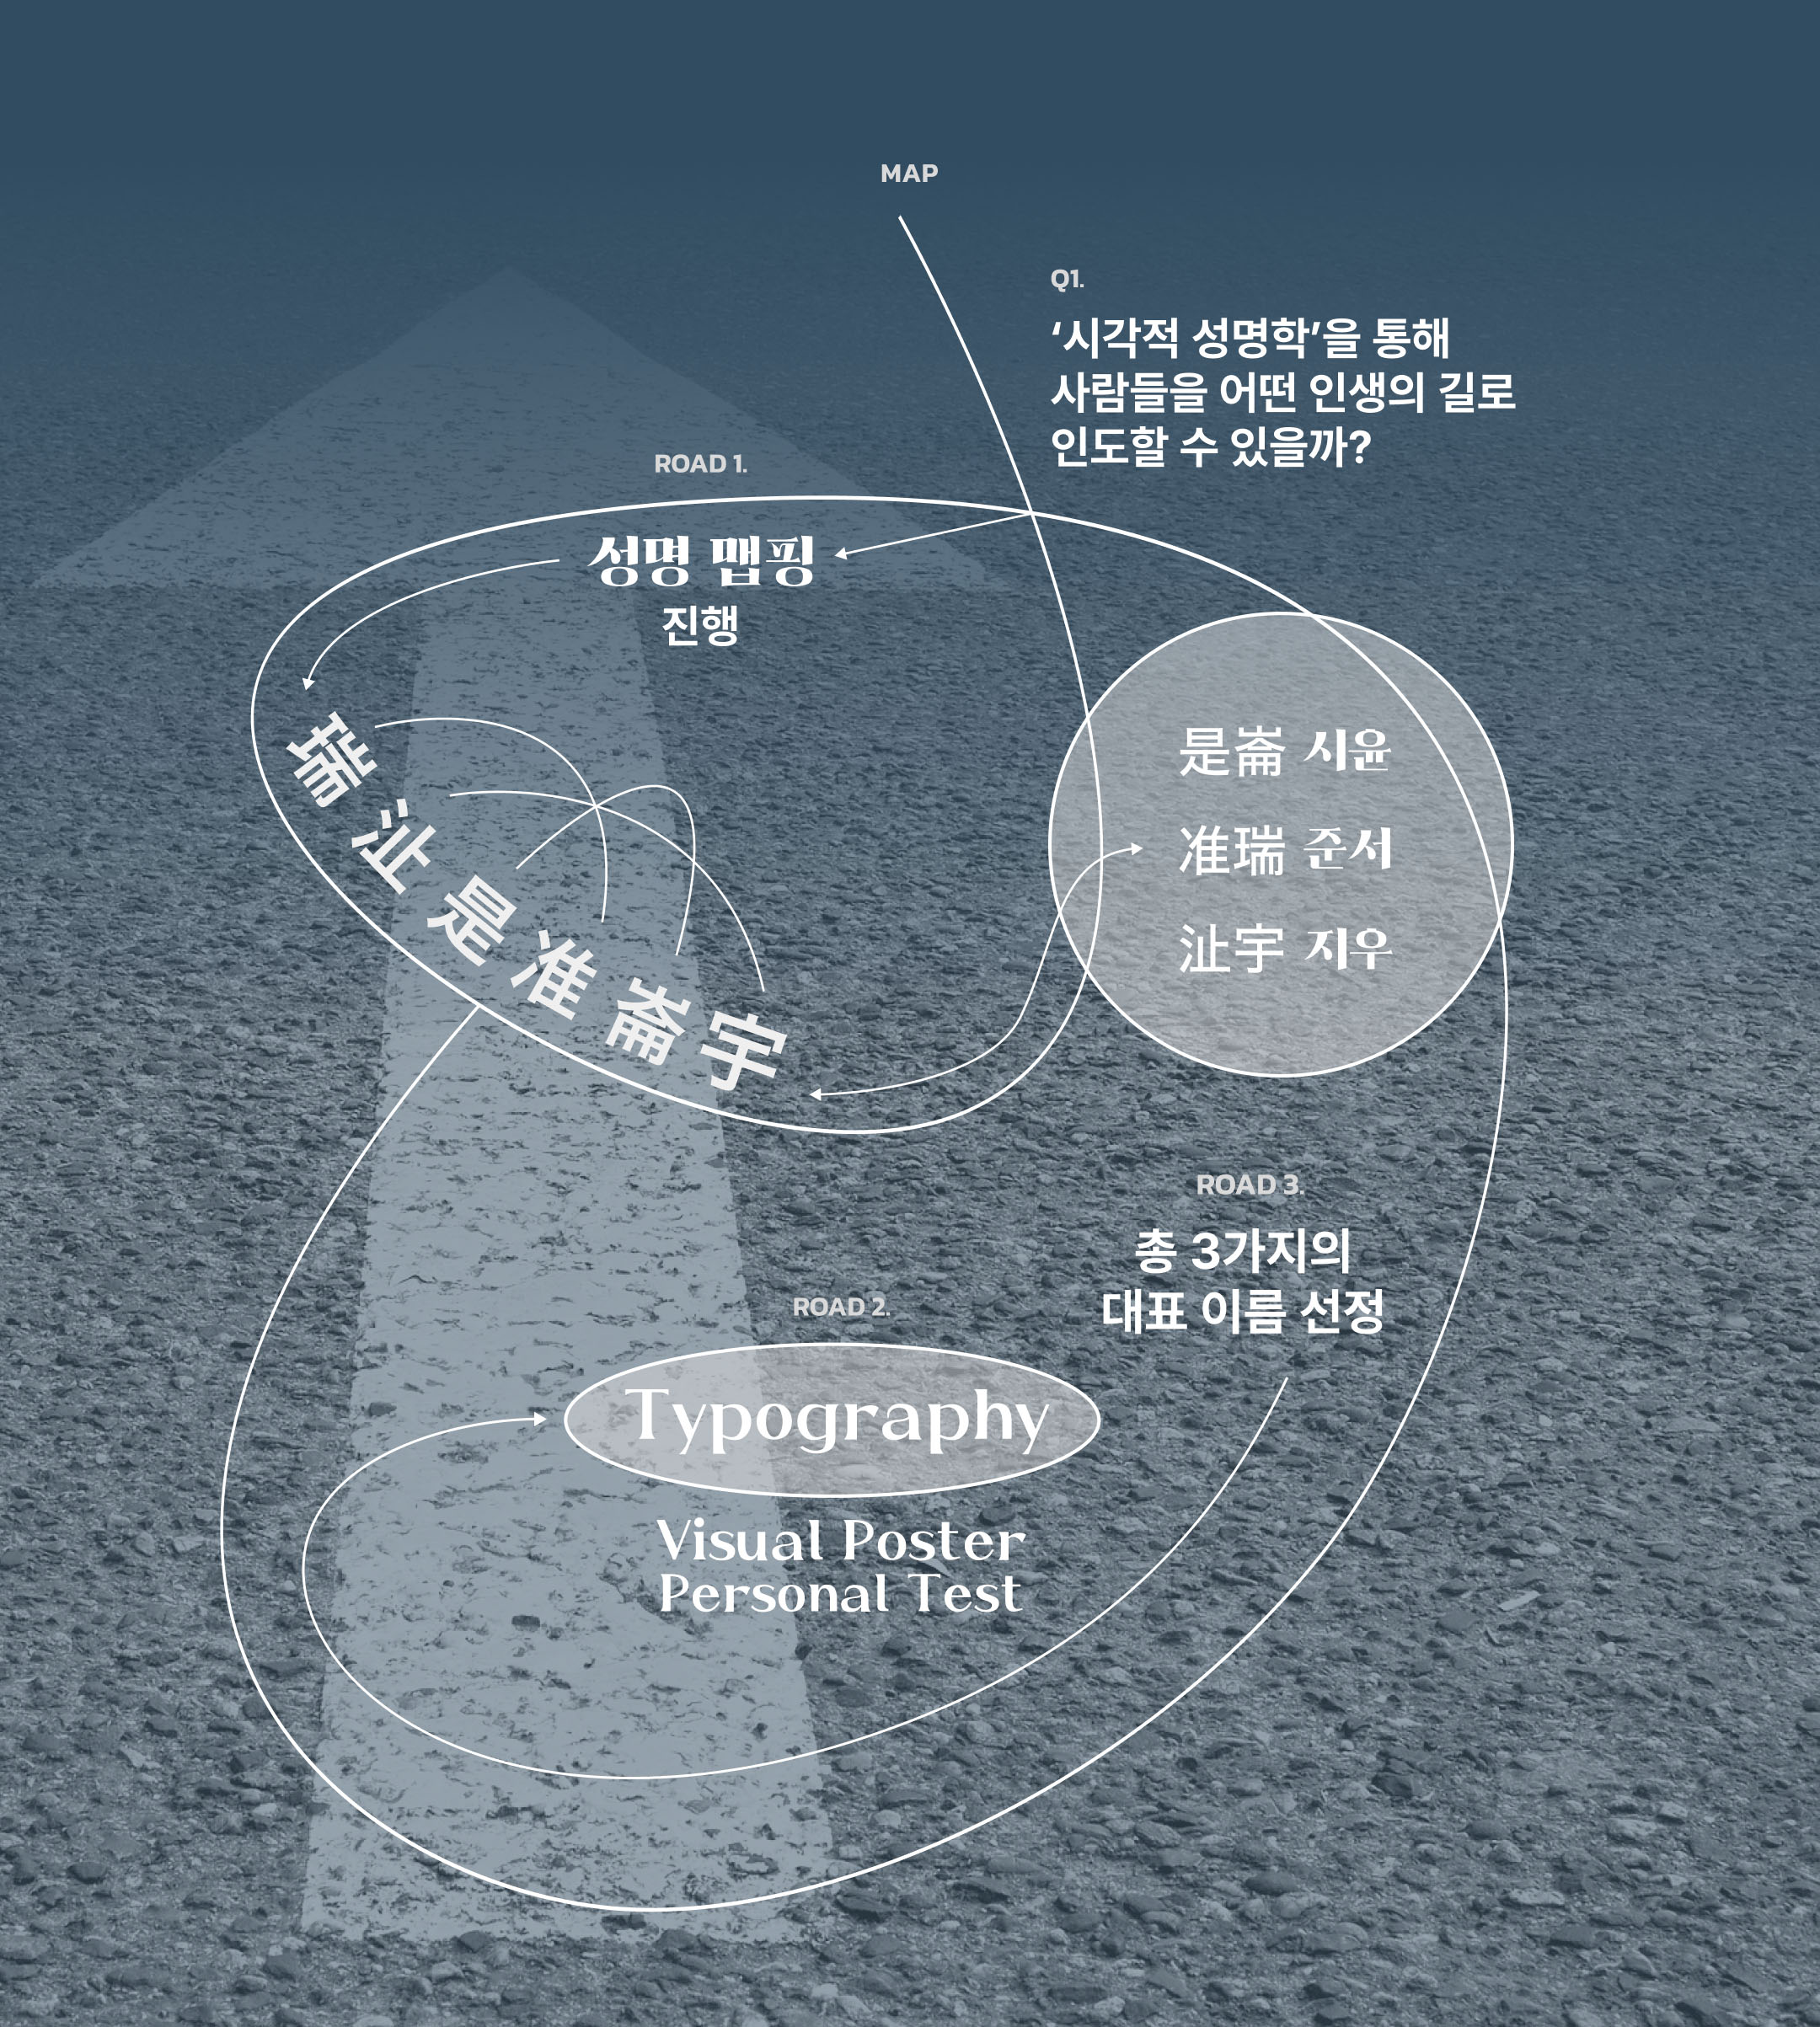 MAP
Q1.
‘시각적 성명학’을 통해
사람들을 어떤 인생의 길로
인도할 수 있을까?
ROAD 1.
성명 맵핑
진행
瑞沚是准崙宇
是崙 시윤
准瑞 준서
沚宇 지우
ROAD 3.
총 3가지의
대표 이름 선정
ROAD 2.
Typography
Visual Poster
Personal Test